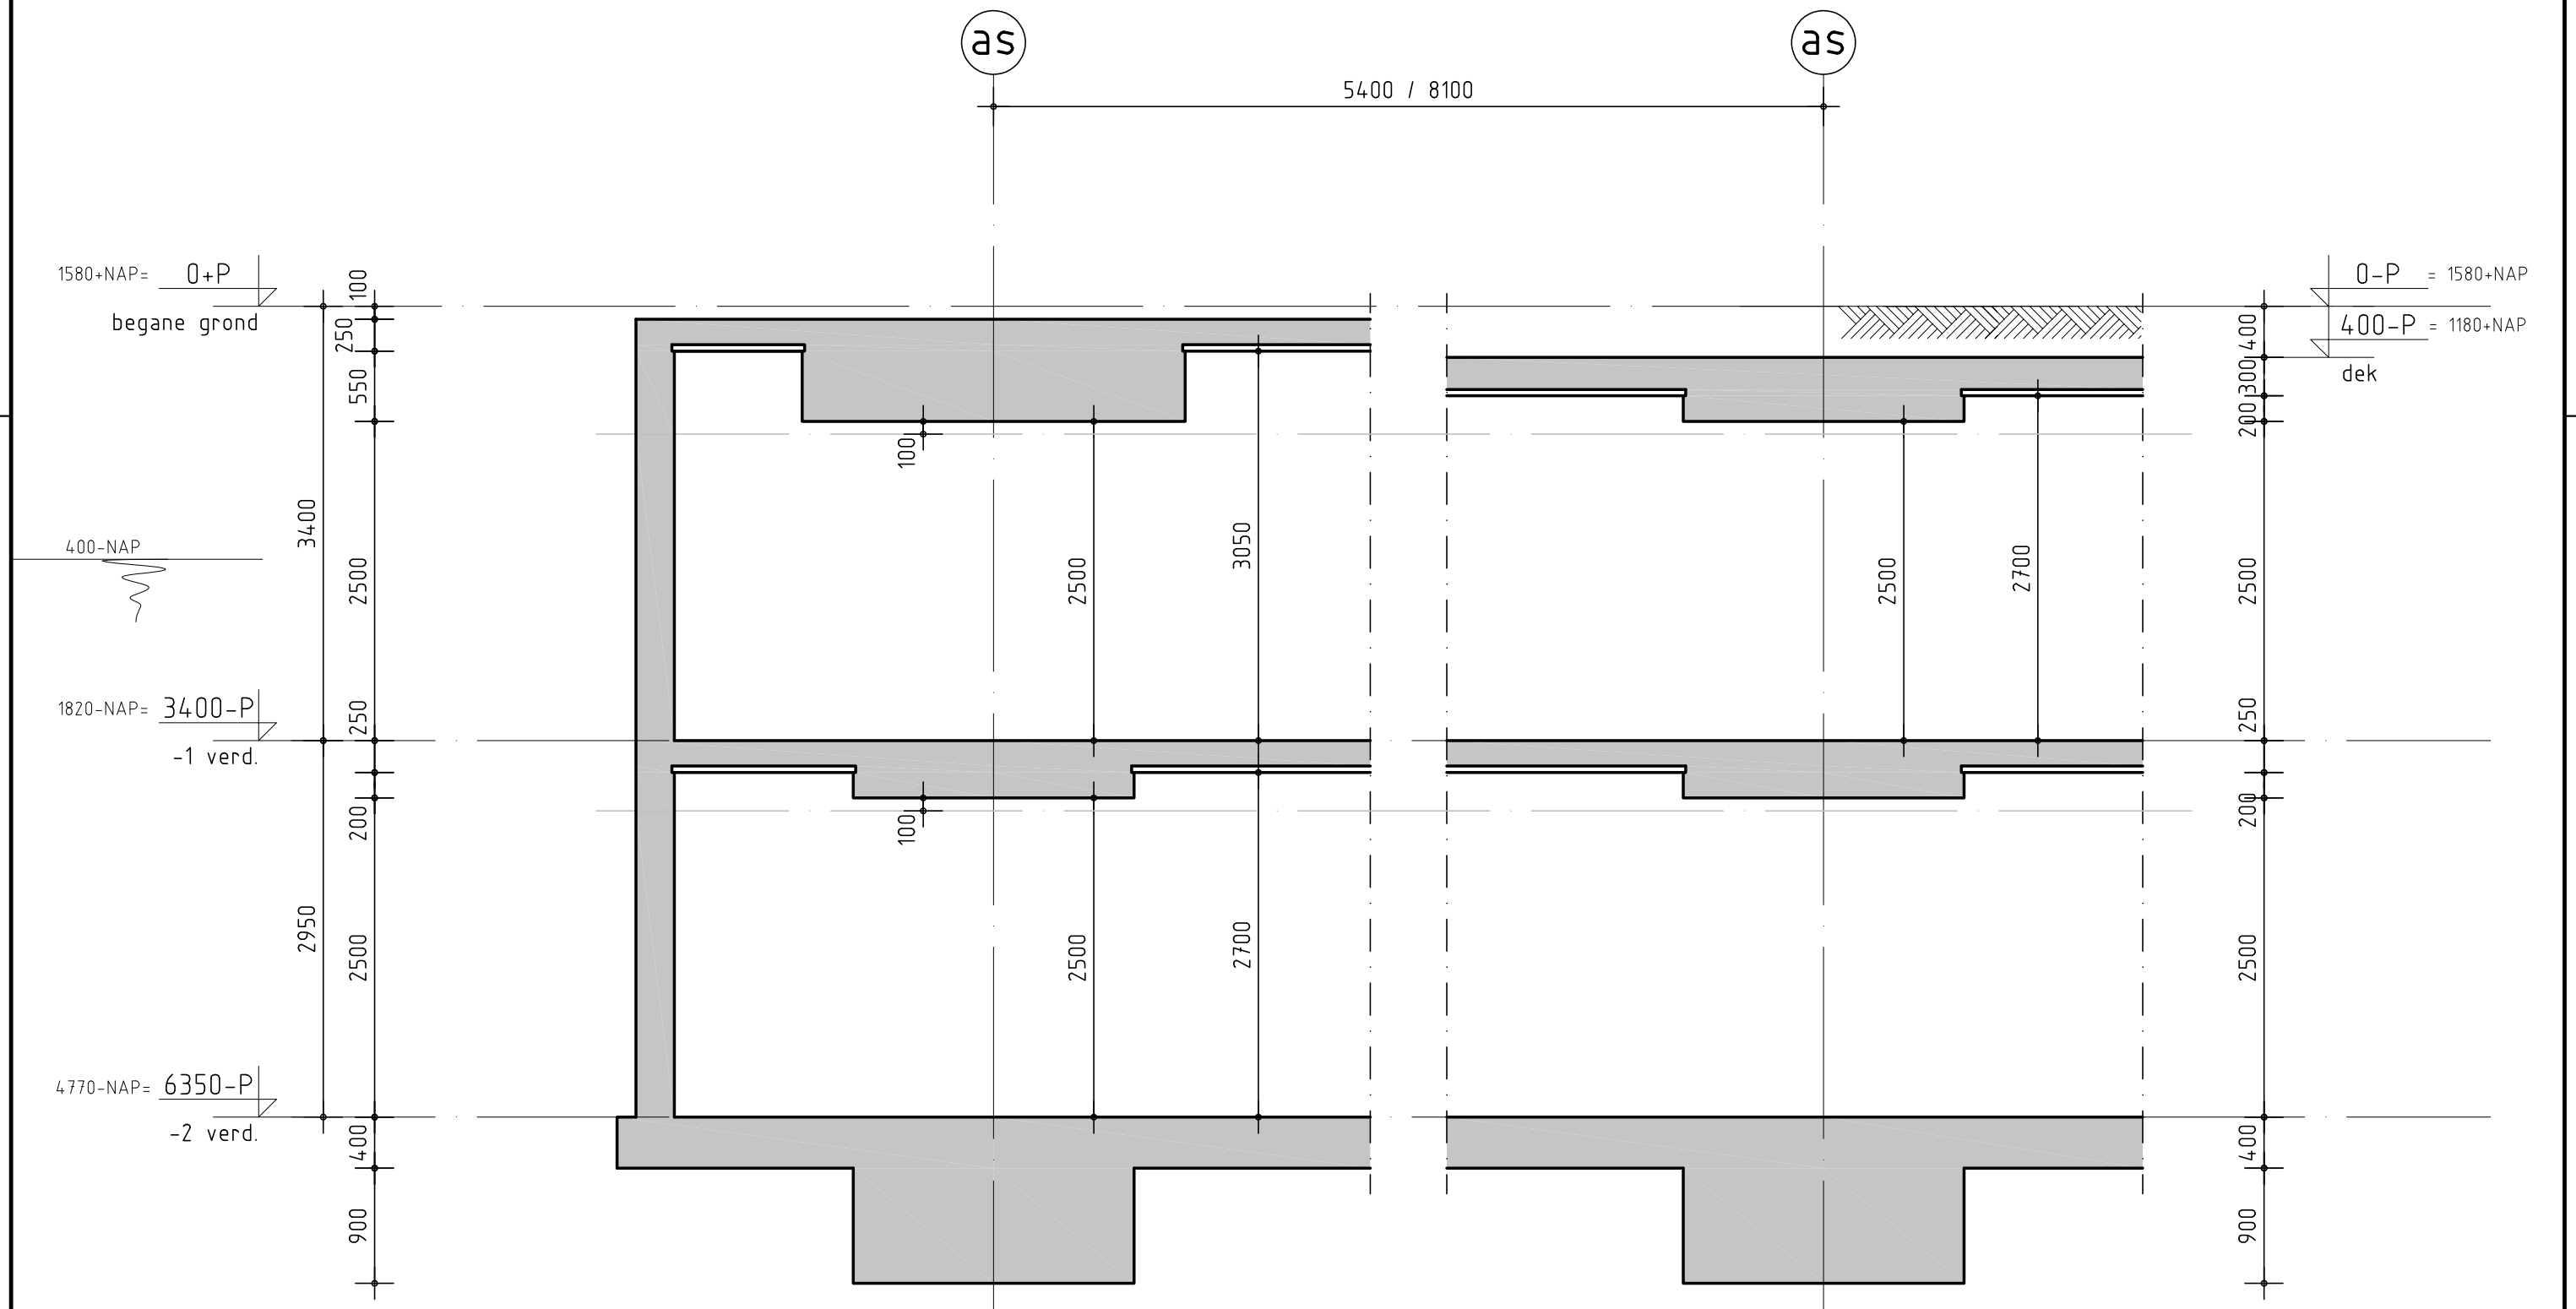 as
as
5400 / 8100
1580+NAP= 0+P
begane grond
100
250
550
3400
2500
250
400-NAP
1820-NAP= 3400-P
-1 verd.
200
2950
2500
4770-NAP= 6350-P
-2 verd.
400
900
100
2500
3050
100
2500
2700
2500
2700
0-P = 1580+NAP
400-P = 1180+NAP
dek
400
300
200
2500
250
200
2500
400
900